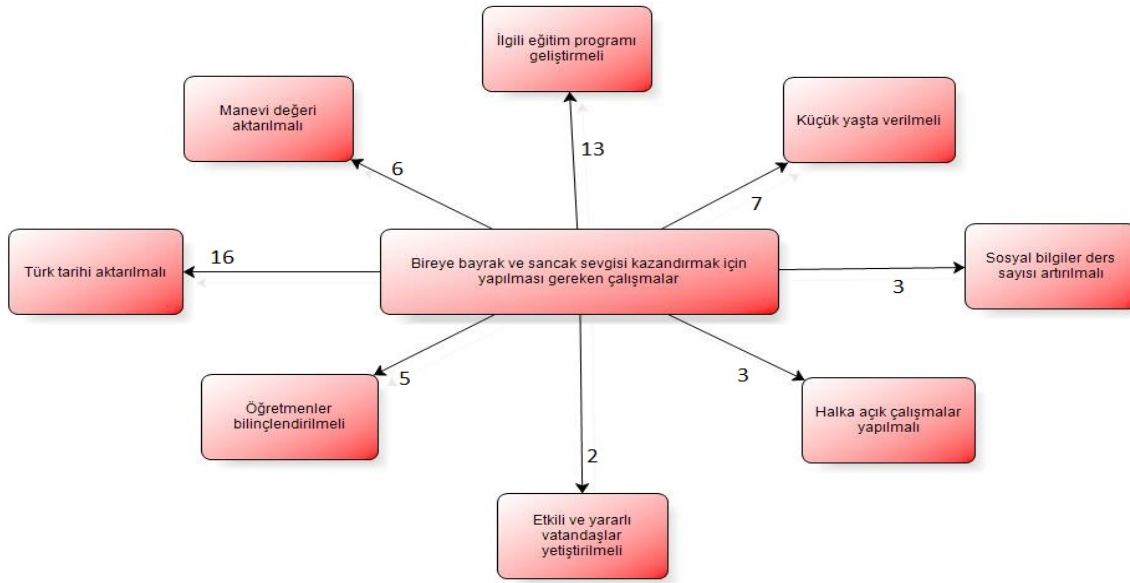 İlgili eğitim programı
geliştirmeli
Manevi değeri
aktarılmalı
Küçük yaşta verilmeli
13
6
7
Türk tarihi aktarılmalı
16
Bireye bayrak ve sancak sevgisi kazandırmak için
yapılması gereken çalışmalar
Sosyal bilgiler ders
sayısı artırılmalı
3
5
3
Öğretmenler
bilinçlendirilmeli
Halka açık çalışmalar
yapılmalı
2
Etkili ve yararlı
vatandaşlar
yetiştirilmeli